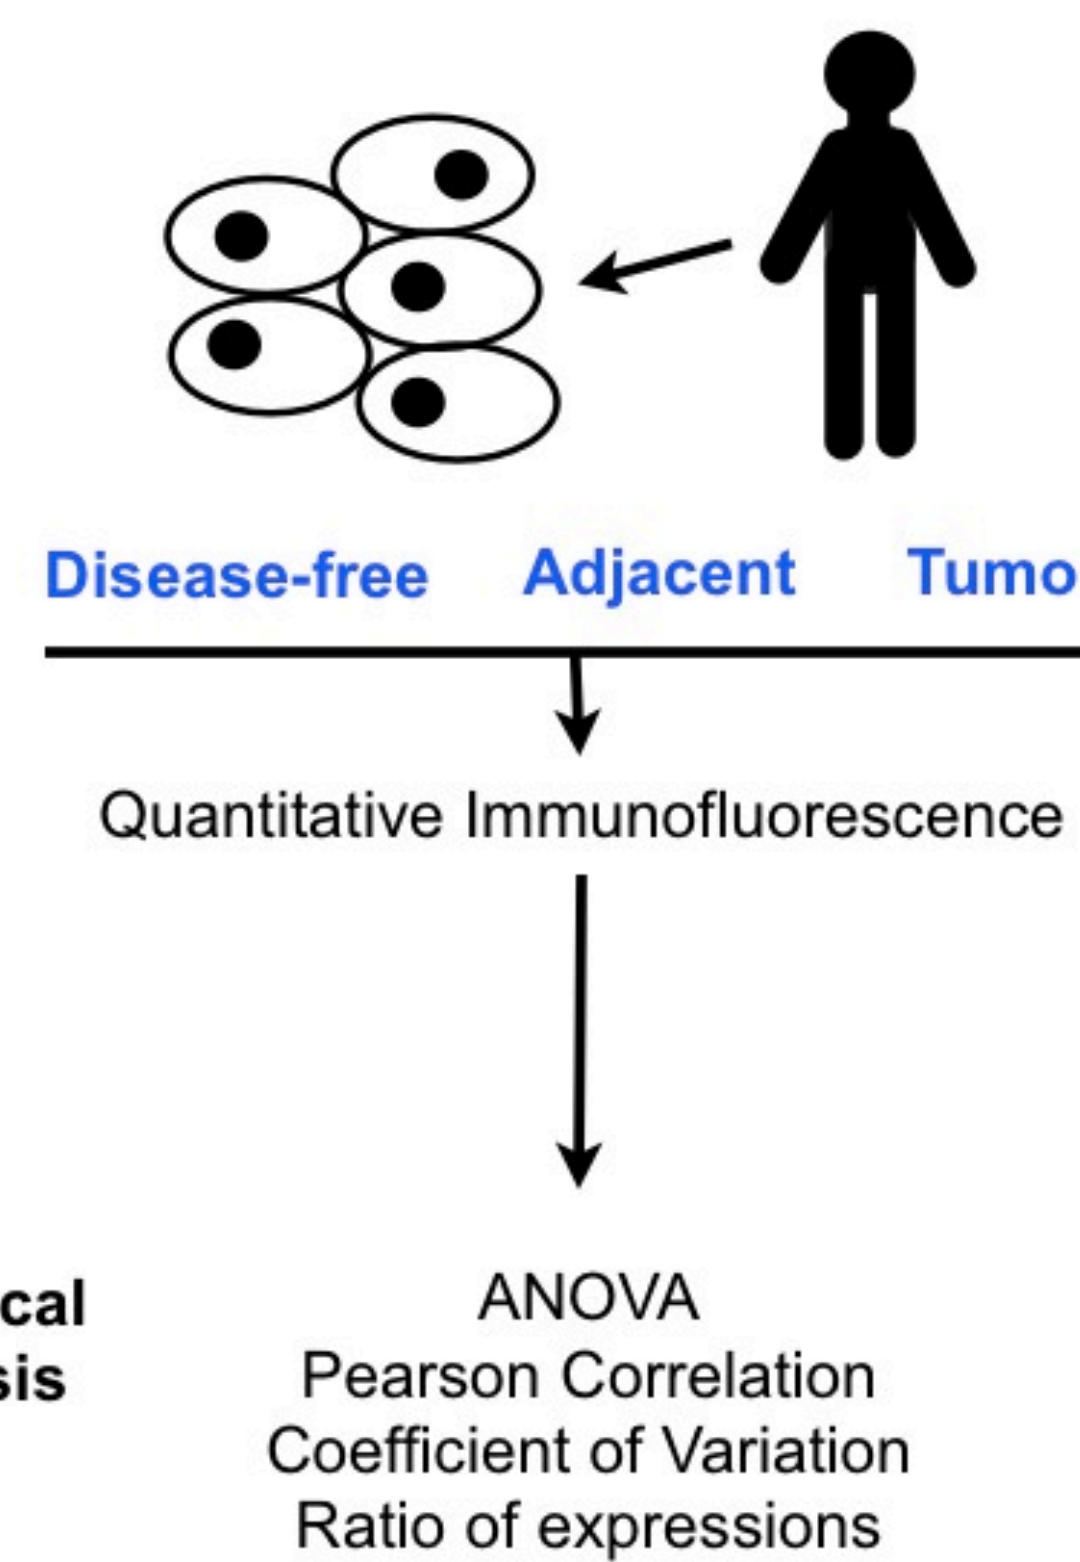 Disease-free Adjacent Tumo
Quantitative Immunofluorescence
cal ANOVA
sis Pearson Correlation
Coefficient of Variation
Ratio of expressions